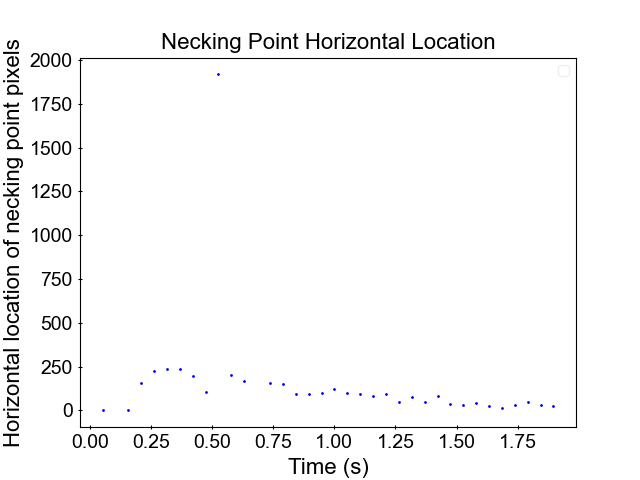 Necking Point Horizontal Location
Horizontal location of necking point pixels
2000
1750
1500
1250
1000
750
500
250
0
0.00 0.25 0.50 0.75 1.00 1.25 1.50 1.75
Time (s)